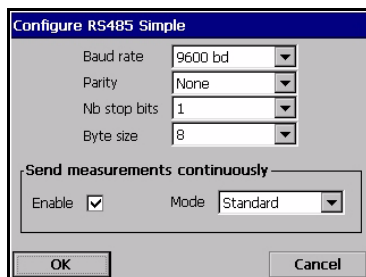 Configure RS485 Simple
Baud rate 9600 bd
Parity None
Nb stop bits 1
Byte size 8
Send measurements continuously
Enable Mode Standard
OK Cancel